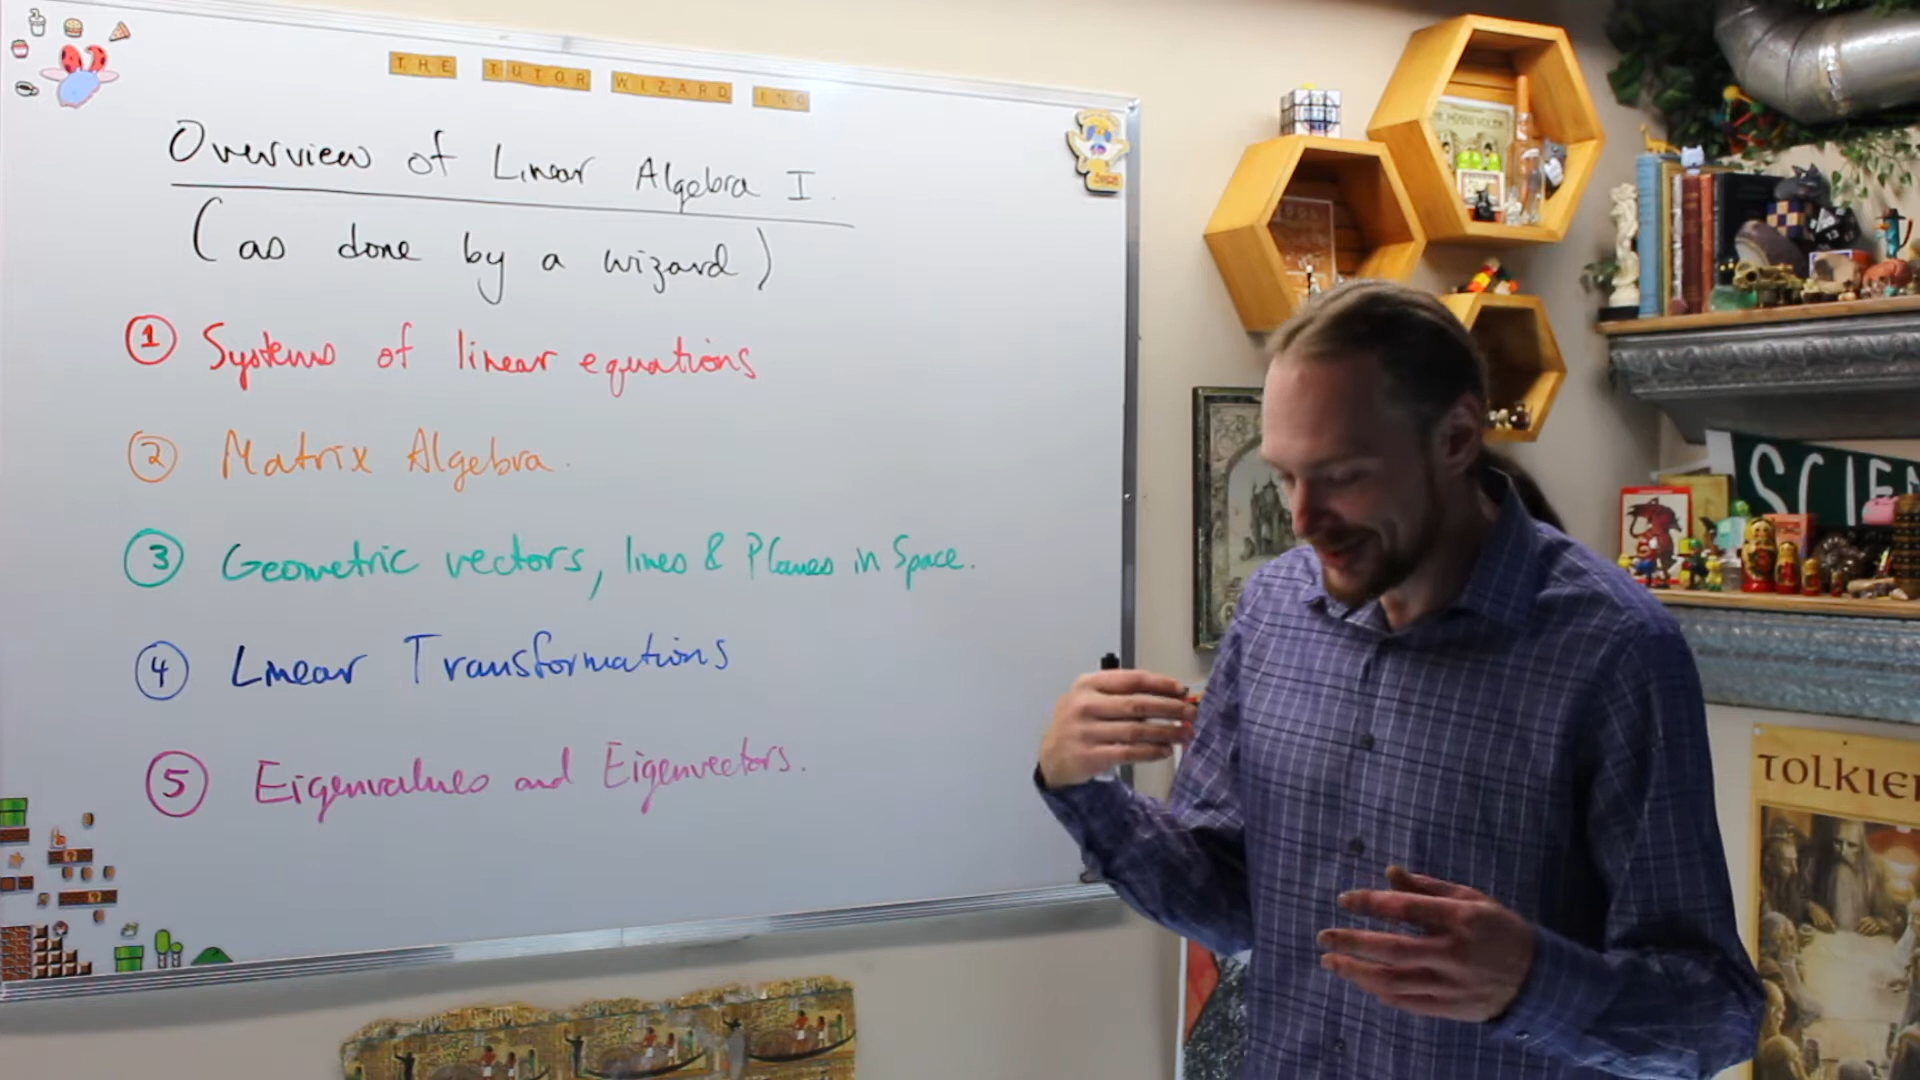 THE TUTOR WIZARD INC
Overview of Linear Algebra I.
(as done by a wizard)
1 Systems of linear equations
2 Matrix Algebra.
3 Geometric vectors, lines & Planes in Space.
4 Linear Transformations
5 Eigenvalues and Eigenvectors.
SCIEN
TOLKIE